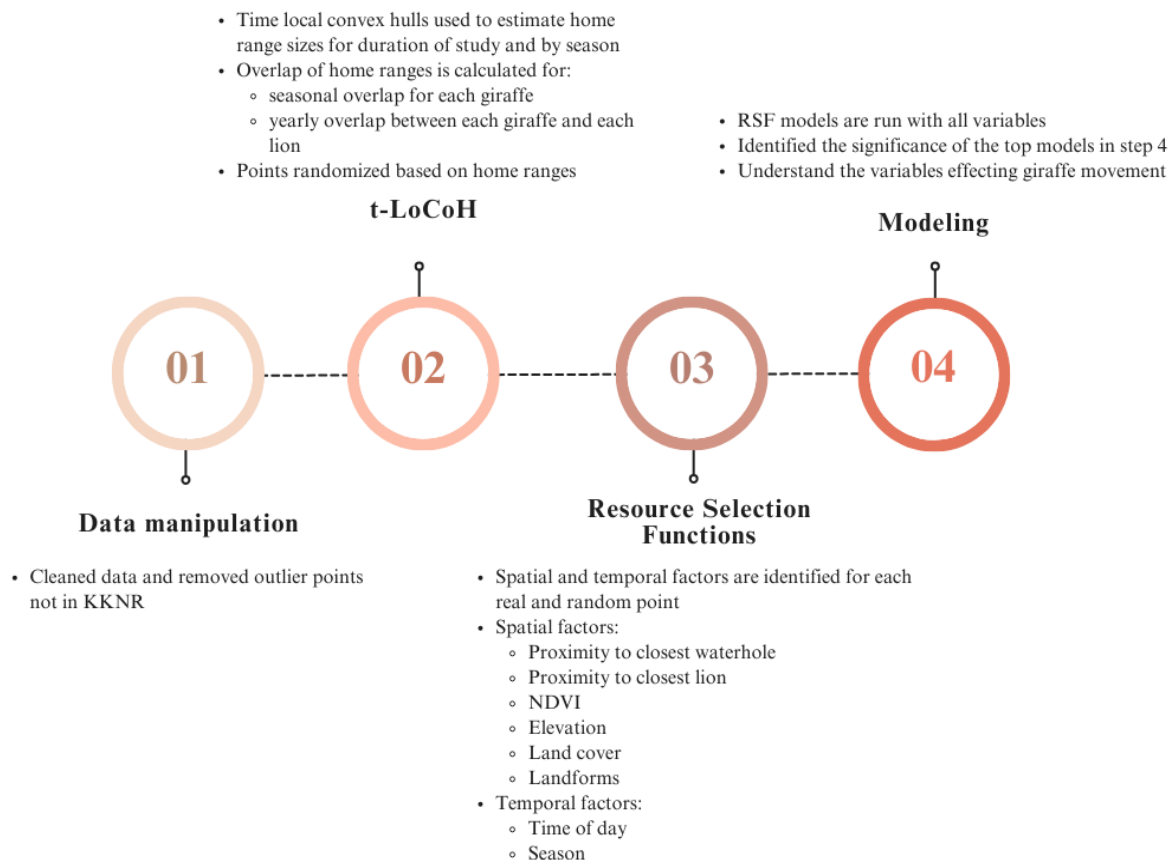 • Time local convex hulls used to estimate home
range sizes for duration of study and by season
• Overlap of home ranges is calculated for:
◦ seasonal overlap for each giraffe
◦ yearly overlap between each giraffe and each
lion
• Points randomized based on home ranges
t-LoCoH
• RSF models are run with all variables
• Identified the significance of the top models in step 4
• Understand the variables effecting giraffe movement
Modeling
01
02
03
04
Data manipulation
• Cleaned data and removed outlier points
not in KKNR
Resource Selection
Functions
• Spatial and temporal factors are identified for each
real and random point
• Spatial factors:
◦ Proximity to closest waterhole
◦ Proximity to closest lion
◦ NDVI
◦ Elevation
◦ Land cover
◦ Landforms
• Temporal factors:
◦ Time of day
◦ Season